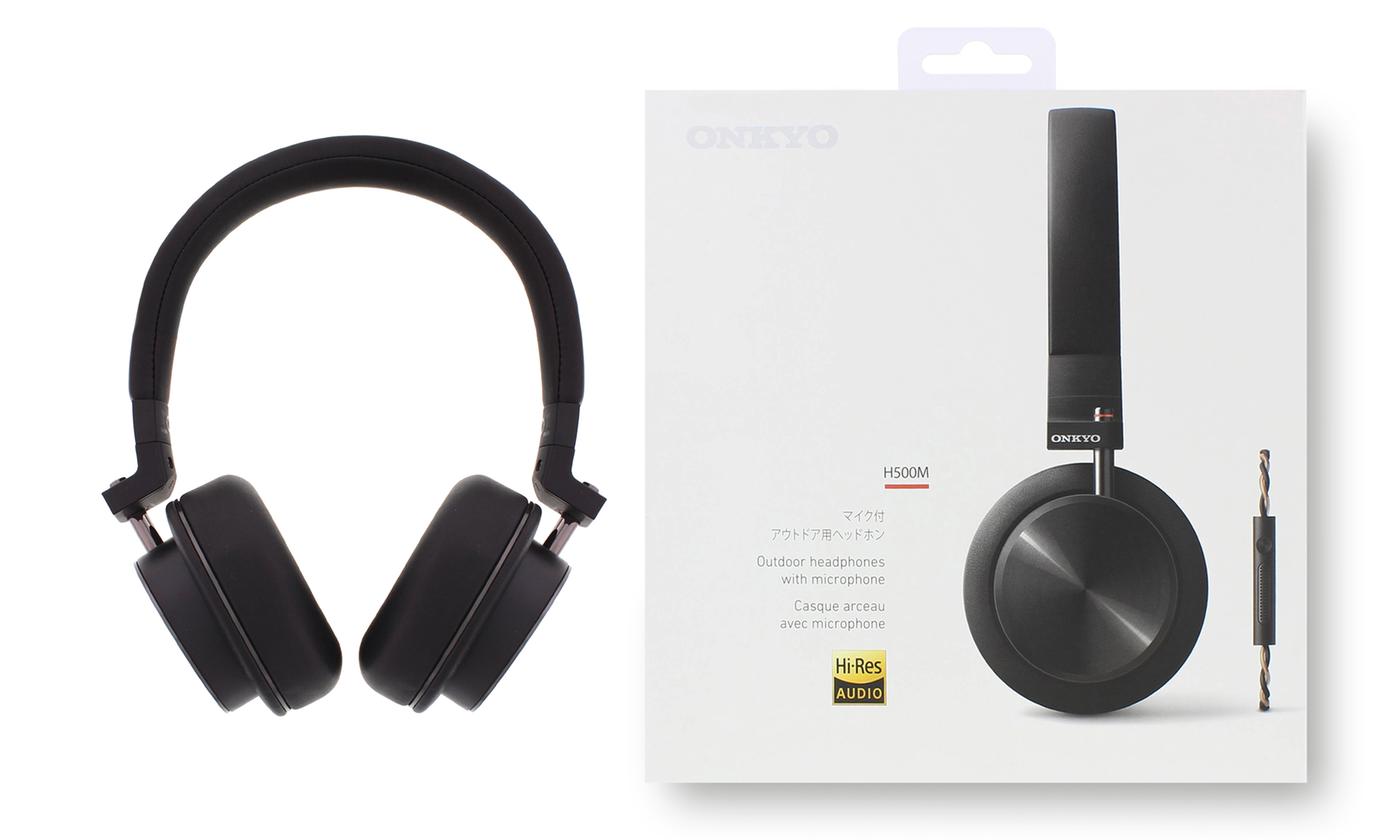 ONKYO
ONKYO
H500M
マイク付
アウトドア用ヘッドホン
Outdoor headphones
with microphone
Casque arceau
avec microphone
Hi-Res
AUDIO